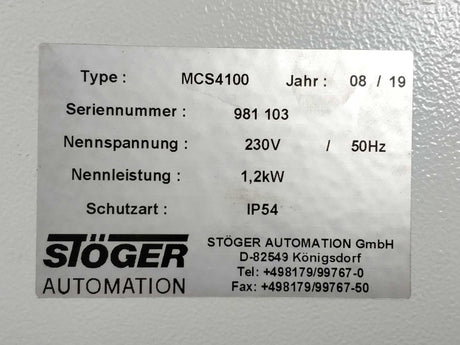 Type : MCS4100 Jahr : 08 / 19
Seriennummer : 981 103
Nennspannung : 230V / 50Hz
Nennleistung : 1,2kW
Schutzart : IP54
STÖGER
AUTOMATION
STÖGER AUTOMATION GmbH
D-82549 Königsdorf
Tel: +498179/99767-0
Fax: +498179/99767-50